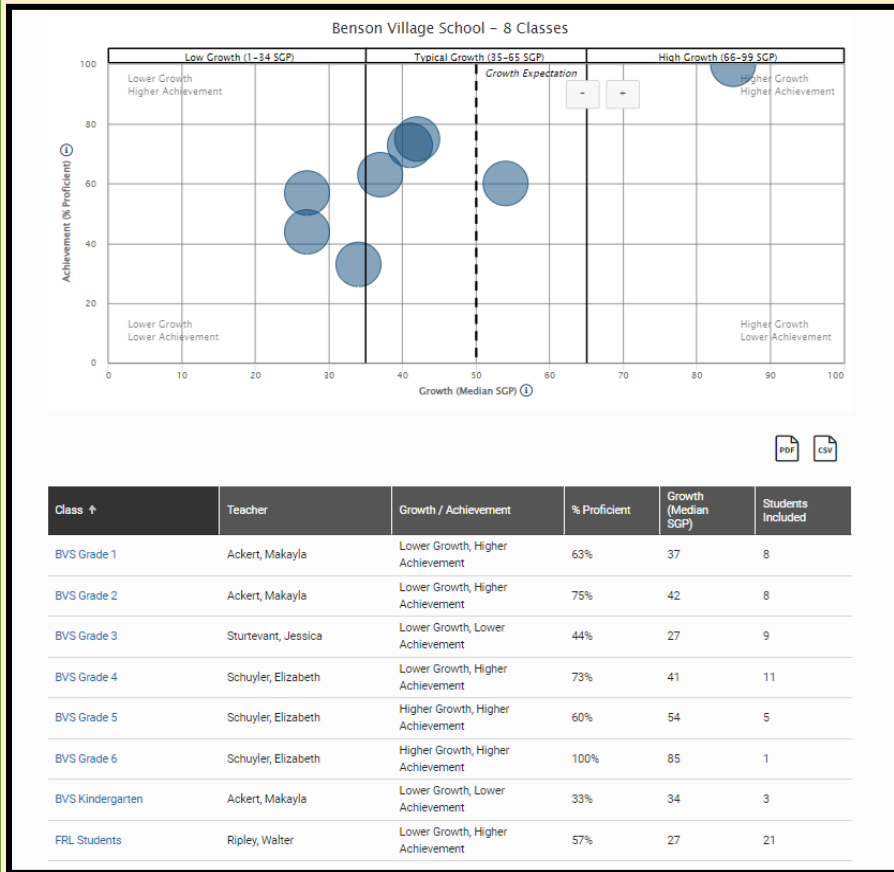 Benson Village School - 8 Classes
Low Growth (1-34 SGP) Typical Growth (35-65 SGP) High Growth (66-99 SGP)
Growth Expectation
Lower Growth
Higher Achievement
Higher Growth
Higher Achievement
- +
100
80
60
40
20
0
Achievement (% Proficient)
Lower Growth
Lower Achievement
Higher Growth
Lower Achievement
0 10 20 30 40 50 60 70 80 90 100
Growth (Median SGP)
PDF CSV
Class ↑ Teacher Growth / Achievement % Proficient Growth (Median SGP) Students Included
BVS Grade 1 Ackert, Makayla Lower Growth, Higher Achievement 63% 37 8
BVS Grade 2 Ackert, Makayla Lower Growth, Higher Achievement 75% 42 8
BVS Grade 3 Sturtevant, Jessica Lower Growth, Lower Achievement 44% 27 9
BVS Grade 4 Schuyler, Elizabeth Lower Growth, Higher Achievement 73% 41 11
BVS Grade 5 Schuyler, Elizabeth Higher Growth, Higher Achievement 60% 54 5
BVS Grade 6 Schuyler, Elizabeth Higher Growth, Higher Achievement 100% 85 1
BVS Kindergarten Ackert, Makayla Lower Growth, Lower Achievement 33% 34 3
FRL Students Ripley, Walter Lower Growth, Higher Achievement 57% 27 21